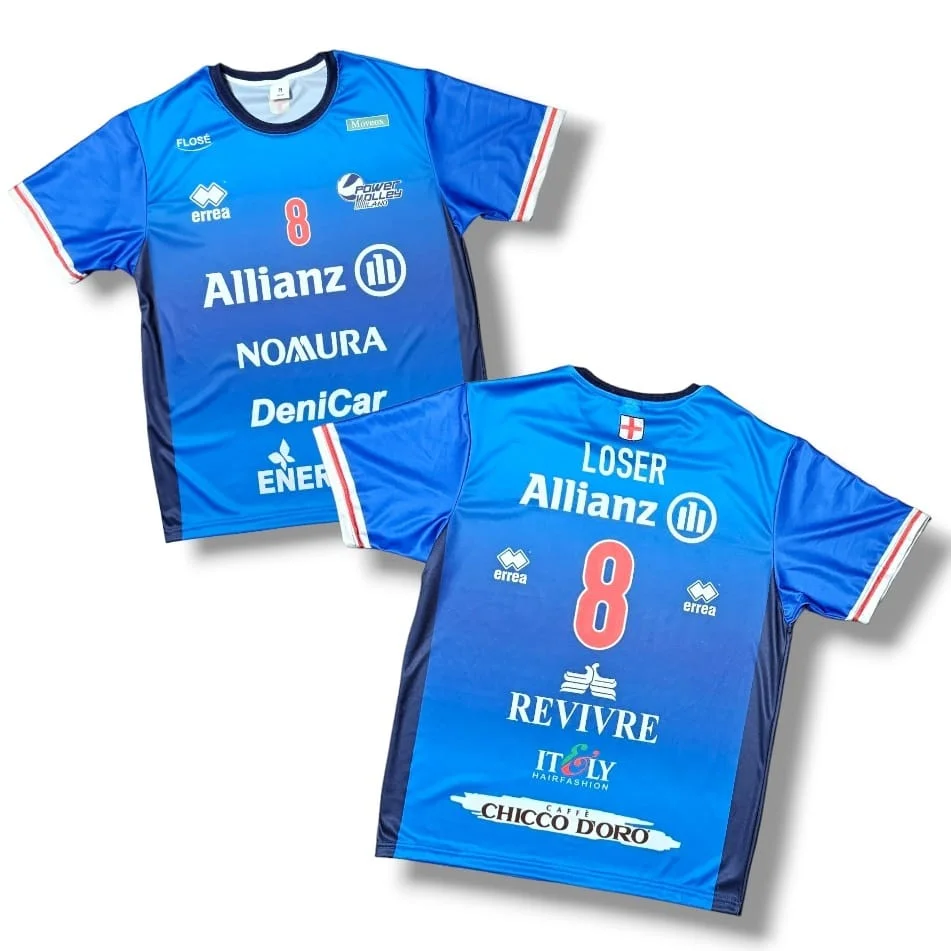 M
FLOSÉ
Moveox
errea
POWER
VOLLEY
MILANO
8
Allianz
NOMURA
DeniCar
ENER
LOSER
Allianz
errea
8
errea
REVIVRE
IT&LY
HAIRFASHION
CAFFÈ
CHICCO D'ORO